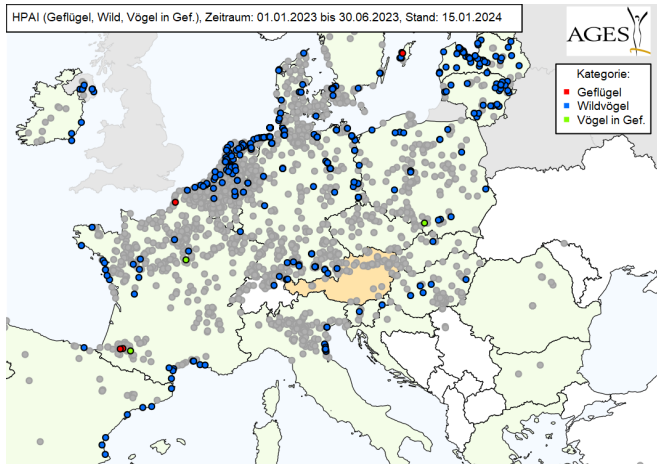 HPAI (Geflügel, Wild, Vögel in Gef.), Zeitraum: 01.01.2023 bis 30.06.2023, Stand: 15.01.2024
AGES
Kategorie:
Geflügel
Wildvögel
Vögel in Gef.